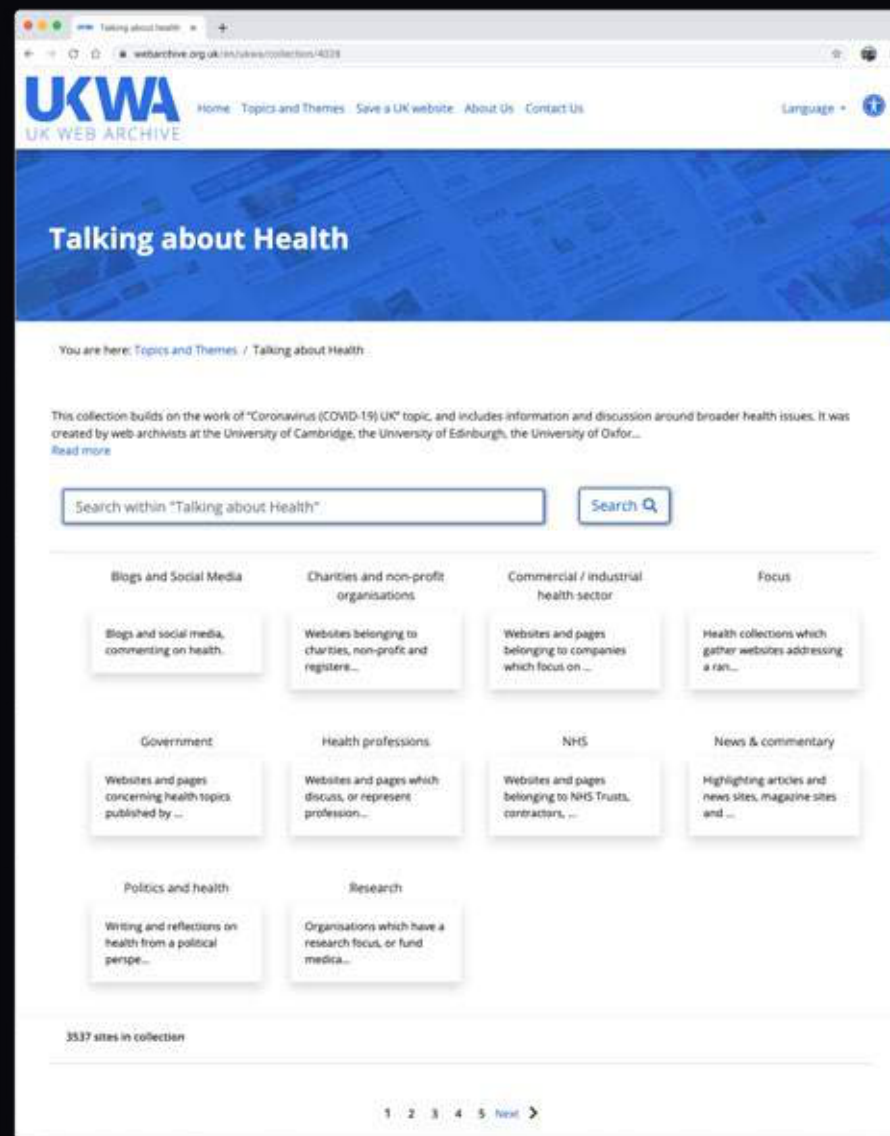 Talking about health
webarchive.org.uk/en/ukwa/collection/4028
UKWA
UK WEB ARCHIVE
Home Topics and Themes Save a UK website About Us Contact Us
Language
Talking about Health
You are here: Topics and Themes / Talking about Health
This collection builds on the work of "Coronavirus (COVID-19) UK" topic, and includes information and discussion around broader health issues. It was
created by web archivists at the University of Cambridge, the University of Edinburgh, the University of Oxfor...
Read more
Search within "Talking about Health"
Search
Blogs and Social Media
Blogs and social media,
commenting on health.
Charities and non-profit
organisations
Websites belonging to
charities, non-profit and
registere...
Commercial / industrial
health sector
Websites and pages
belonging to companies
which focus on ...
Focus
Health collections which
gather websites addressing
a ran...
Government
Websites and pages
concerning health topics
published by ...
Health professions
Websites and pages which
discuss, or represent
profession...
NHS
Websites and pages
belonging to NHS Trusts,
contractors, ...
News & commentary
Highlighting articles and
news sites, magazine sites
and ...
Politics and health
Writing and reflections on
health from a political
perspe...
Research
Organisations which have a
research focus, or fund
medica...
3537 sites in collection
1 2 3 4 5 Next